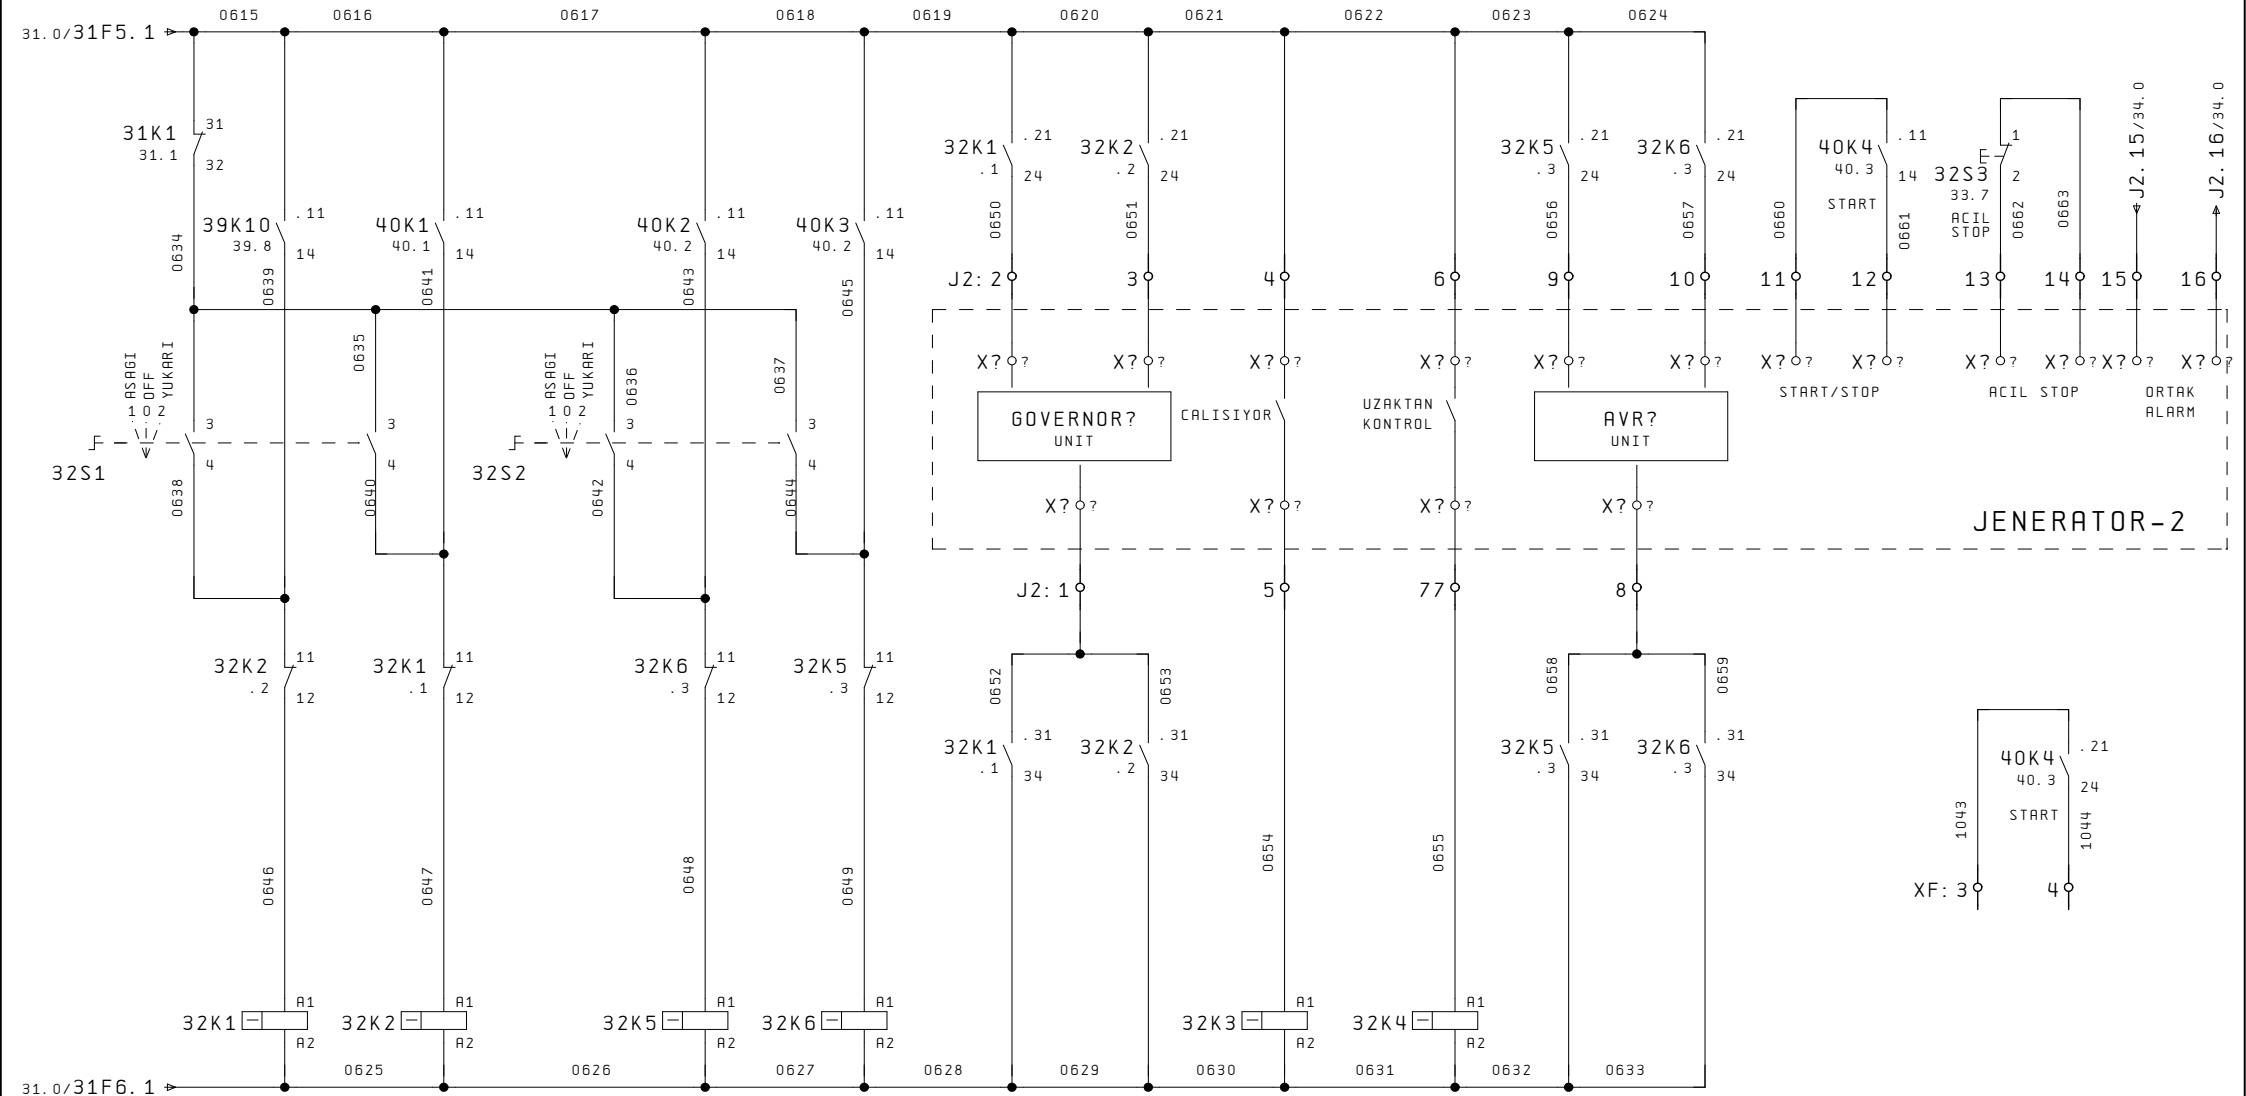 0615 0616 0617 0618 0619 0620 0621 0622 0623 0624
31.0/31F5.1
31K1 31
31.1 32
39K10 .11
39.8 14
40K1 .11
40.1 14
40K2 .11
40.2 14
40K3 .11
40.2 14
0634 0639 0641 0643 0645
32K1 .21
.1 24
32K2 .21
.2 24
32K5 .21
.3 24
32K6 .21
.3 24
40K4 .11
40.3 14
START
32S3 1
33.7 2
ACIL
STOP
0650 0651 0656 0657 0660 0661 0662 0663
J2.15/34.0
J2.16/34.0
J2:2 3 4 6 9 10 11 12 13 14 15 16
0635 0636 0637
ASAGI
OFF
YUKARI
1 0 2
ASAGI
OFF
YUKARI
1 0 2
3 3 3 3
4 4 4 4
32S1 32S2
0638 0640 0642 0644
X? ? X? ? X? ? X? ? X? ? X? ? X? ? X? ? X? ? X? ? X? ? X? ?
GOVERNOR?
UNIT
CALISIYOR
UZAKTAN
KONTROL
AVR?
UNIT
START/STOP
ACIL STOP
ORTAK
ALARM
X? ? X? ? X? ? X? ?
JENERATOR-2
J2:1 5 77 8
32K2 11
.2 12
32K1 11
.1 12
32K6 11
.3 12
32K5 11
.3 12
0652 0653 0658 0659
32K1 .31
.1 34
32K2 .31
.2 34
32K5 .31
.3 34
32K6 .31
.3 34
40K4 .21
40.3 24
START
1043 1044
XF:3 4
0646 0647 0648 0649 0654 0655
32K1 A1
A2
32K2 A1
A2
32K5 A1
A2
32K6 A1
A2
32K3 A1
A2
32K4 A1
A2
0625 0626 0627 0628 0629 0630 0631 0632 0633
31.0/31F6.1